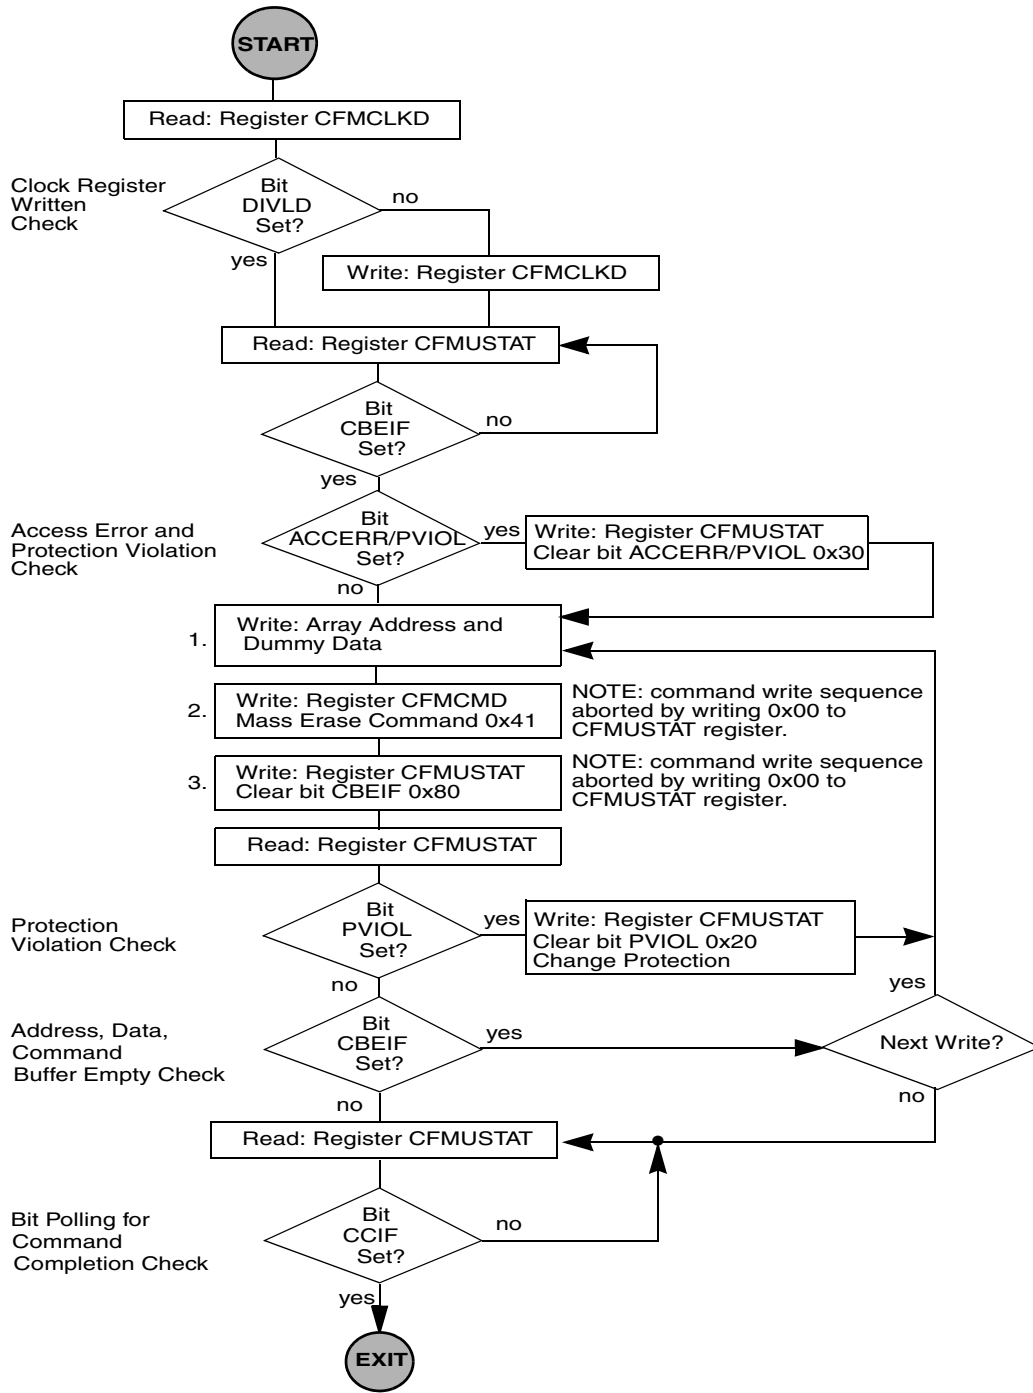 START
Read: Register CFMCLKD
Clock Register
Written
Check
Bit
DIVLD
Set?
no
yes
Write: Register CFMCLKD
Read: Register CFMUSTAT
Bit
CBEIF
Set?
no
yes
Access Error and
Protection Violation
Check
Bit
ACCERR/PVIOL
Set?
yes
Write: Register CFMUSTAT
Clear bit ACCERR/PVIOL 0x30
no
1.
Write: Array Address and
Dummy Data
2.
Write: Register CFMCMD
Mass Erase Command 0x41
NOTE: command write sequence
aborted by writing 0x00 to
CFMUSTAT register.
3.
Write: Register CFMUSTAT
Clear bit CBEIF 0x80
NOTE: command write sequence
aborted by writing 0x00 to
CFMUSTAT register.
Read: Register CFMUSTAT
Protection
Violation Check
Bit
PVIOL
Set?
yes
Write: Register CFMUSTAT
Clear bit PVIOL 0x20
Change Protection
no
yes
Address, Data,
Command
Buffer Empty Check
Bit
CBEIF
Set?
yes
Next Write?
no
no
Read: Register CFMUSTAT
Bit Polling for
Command
Completion Check
Bit
CCIF
Set?
no
yes
EXIT